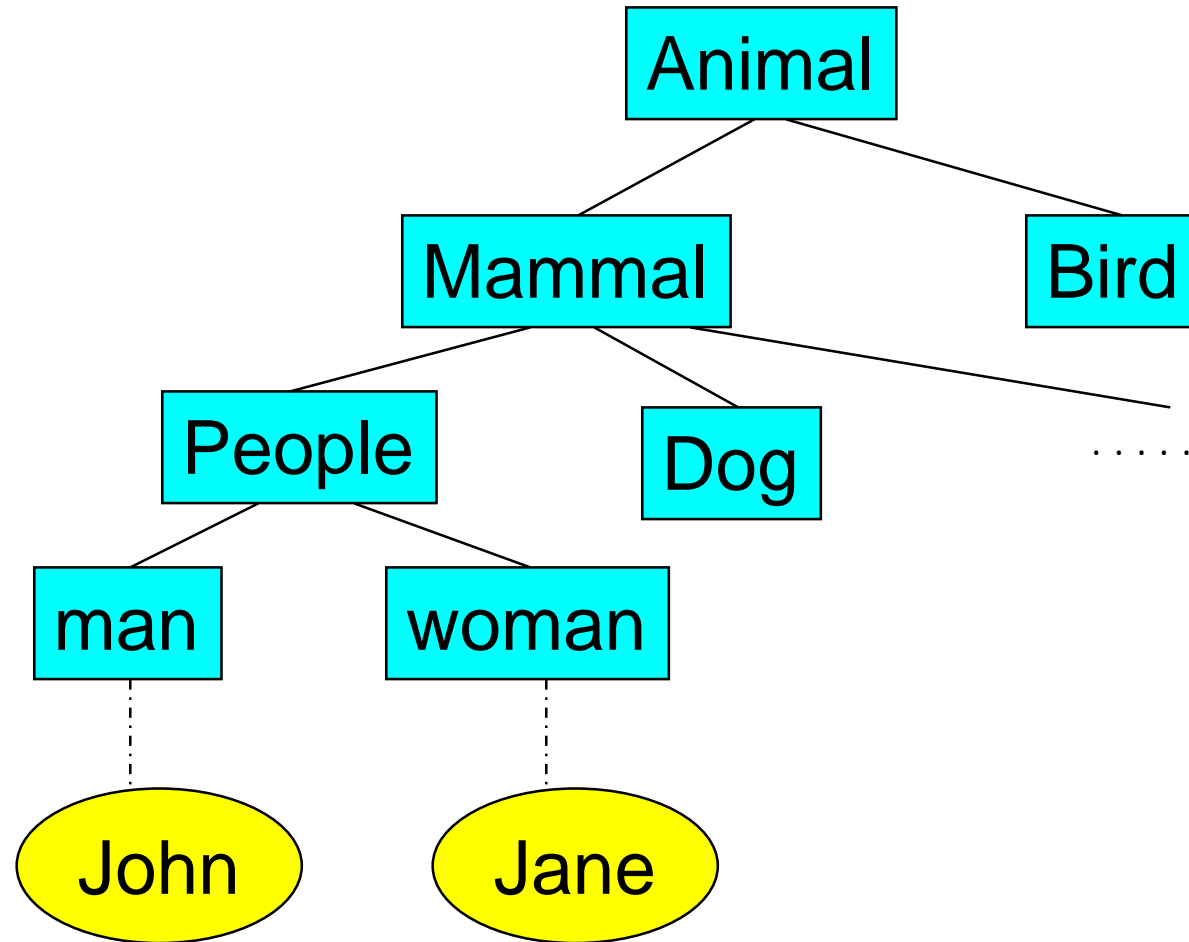 Animal
Mammal
Bird
People
Dog
. . . . .
man
woman
John
Jane